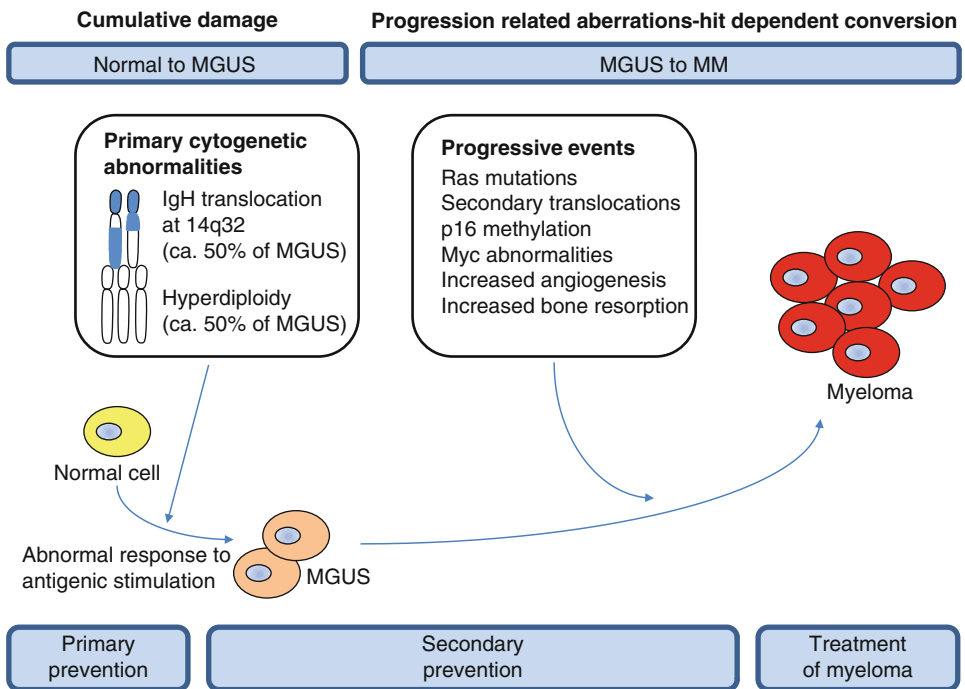 Cumulative damage
Progression related aberrations-hit dependent conversion
Normal to MGUS
MGUS to MM
Primary cytogenetic
abnormalities
IgH translocation
at 14q32
(ca. 50% of MGUS)
Hyperdiploidy
(ca. 50% of MGUS)
Progressive events
Ras mutations
Secondary translocations
p16 methylation
Myc abnormalities
Increased angiogenesis
Increased bone resorption
Myeloma
Normal cell
Abnormal response to
antigenic stimulation
MGUS
Primary
prevention
Secondary
prevention
Treatment
of myeloma